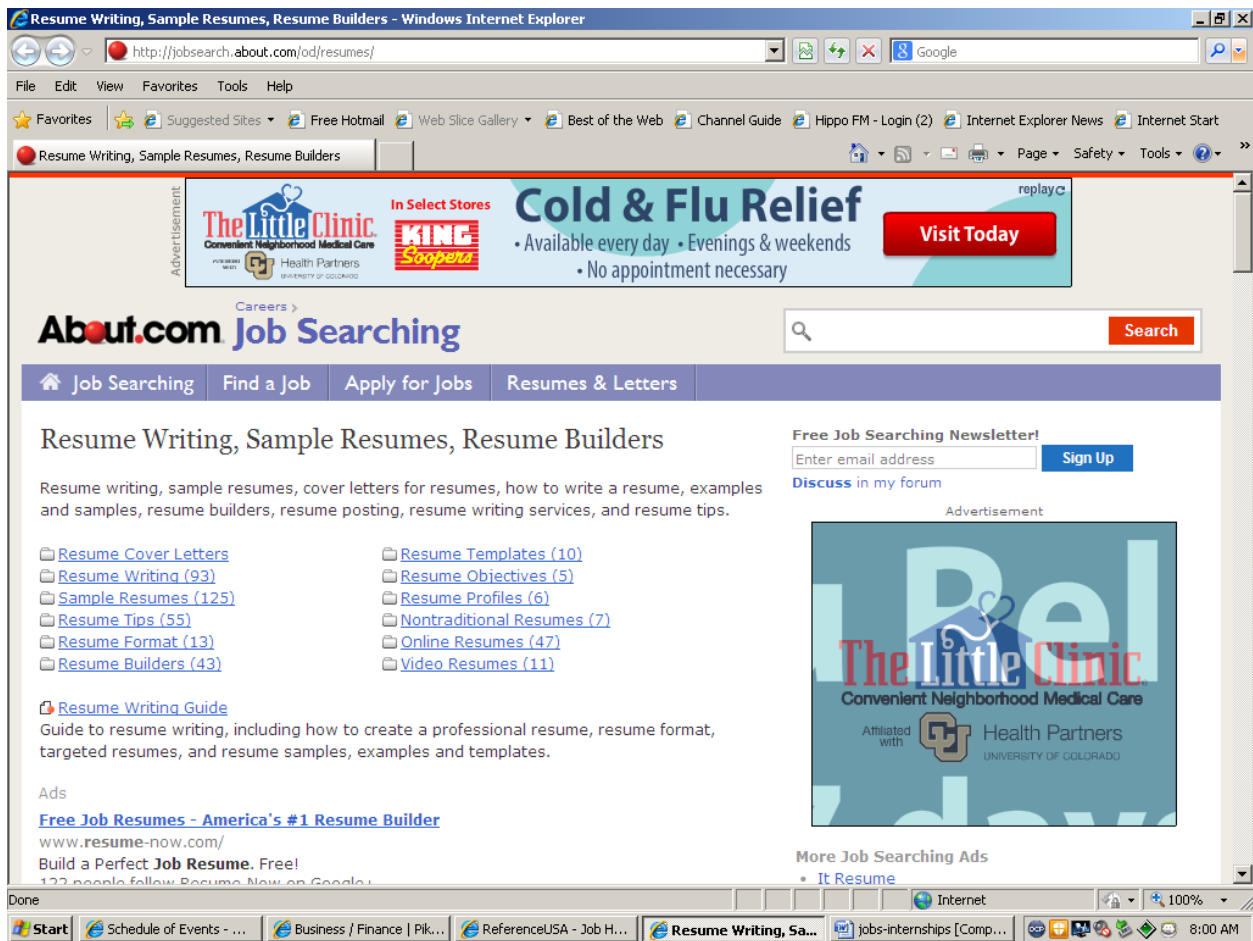 Resume Writing, Sample Resumes, Resume Builders - Windows Internet Explorer
http://jobsearch.about.com/od/resumes/
Google
File Edit View Favorites Tools Help
Favorites Suggested Sites Free Hotmail Web Slice Gallery Best of the Web Channel Guide Hippo FM - Login (2) Internet Explorer News Internet Start
Resume Writing, Sample Resumes, Resume Builders
Page Safety Tools
Advertisement
The Little Clinic.
Convenient Neighborhood Medical Care
Health Partners
UNIVERSITY OF COLORADO
In Select Stores
KING
Soopers
Cold & Flu Relief
• Available every day • Evenings & weekends
• No appointment necessary
replay
Visit Today
Careers >
About.com Job Searching
Search
Job Searching Find a Job Apply for Jobs Resumes & Letters
Resume Writing, Sample Resumes, Resume Builders
Resume writing, sample resumes, cover letters for resumes, how to write a resume, examples
and samples, resume builders, resume posting, resume writing services, and resume tips.
Resume Cover Letters
Resume Writing (93)
Sample Resumes (125)
Resume Tips (55)
Resume Format (13)
Resume Builders (43)
Resume Templates (10)
Resume Objectives (5)
Resume Profiles (6)
Nontraditional Resumes (7)
Online Resumes (47)
Video Resumes (11)
Resume Writing Guide
Guide to resume writing, including how to create a professional resume, resume format,
targeted resumes, and resume samples, examples and templates.
Ads
Free Job Resumes - America's #1 Resume Builder
www.resume-now.com/
Build a Perfect Job Resume. Free!
122 people follow Resume-Now on Google+
Free Job Searching Newsletter!
Enter email address
Sign Up
Discuss in my forum
Advertisement
The Little Clinic.
Convenient Neighborhood Medical Care
Affiliated with
Health Partners
UNIVERSITY OF COLORADO
More Job Searching Ads
• It Resume
Done
Internet
100%
Start Schedule of Events - ... Business / Finance | Pik... ReferenceUSA - Job H... Resume Writing, Sa... jobs-internships [Comp... 8:00 AM